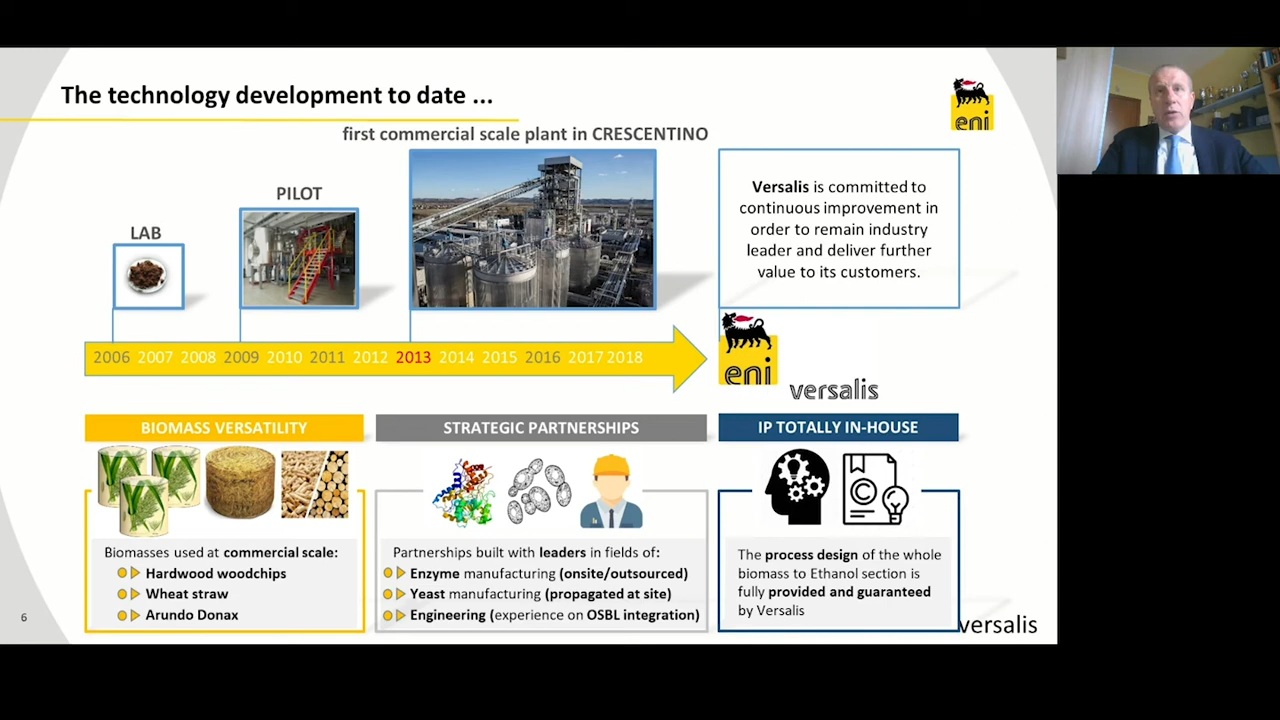 The technology development to date ...
eni
first commercial scale plant in CRESCENTINO
PILOT
LAB
Versalis is committed to
continuous improvement in
order to remain industry
leader and deliver further
value to its customers.
2006 2007 2008 2009 2010 2011 2012 2013 2014 2015 2016 2017 2018
eni
versalis
BIOMASS VERSATILITY
Biomasses used at commercial scale:
Hardwood woodchips
Wheat straw
Arundo Donax
STRATEGIC PARTNERSHIPS
Partnerships built with leaders in fields of:
Enzyme manufacturing (onsite/outsourced)
Yeast manufacturing (propagated at site)
Engineering (experience on OSBL integration)
IP TOTALLY IN-HOUSE
©
The process design of the whole
biomass to Ethanol section is
fully provided and guaranteed
by Versalis
6
versalis